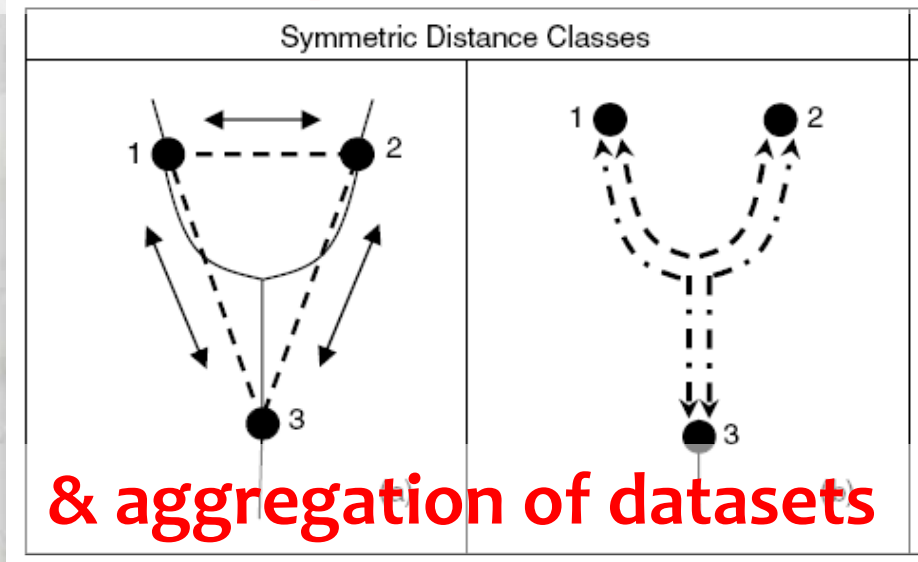 Symmetric Distance Classes
1 2
3
1 2
3
(a) (b)
& aggregation of datasets